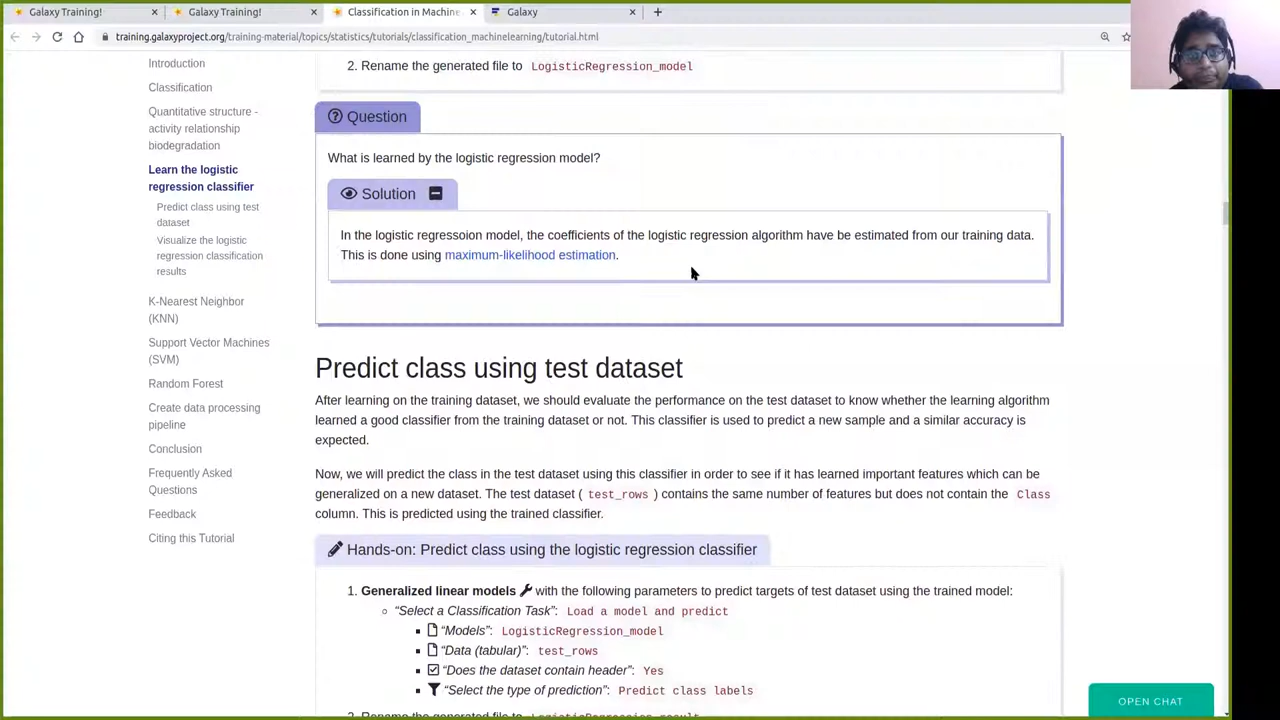 Galaxy Training!
Galaxy Training!
Classification in Machine
Galaxy
training.galaxyproject.org/training-material/topics/statistics/tutorials/classification_machinelearning/tutorial.html
Introduction
Classification
Quantitative structure -
activity relationship
biodegradation
Learn the logistic
regression classifier
Predict class using test
dataset
Visualize the logistic
regression classification
results
K-Nearest Neighbor
(KNN)
Support Vector Machines
(SVM)
Random Forest
Create data processing
pipeline
Conclusion
Frequently Asked
Questions
Feedback
Citing this Tutorial
2. Rename the generated file to LogisticRegression_model
Question
What is learned by the logistic regression model?
Solution
In the logistic regressoion model, the coefficients of the logistic regression algorithm have be estimated from our training data.
This is done using maximum-likelihood estimation.
Predict class using test dataset
After learning on the training dataset, we should evaluate the performance on the test dataset to know whether the learning algorithm
learned a good classifier from the training dataset or not. This classifier is used to predict a new sample and a similar accuracy is
expected.
Now, we will predict the class in the test dataset using this classifier in order to see if it has learned important features which can be
generalized on a new dataset. The test dataset ( test_rows ) contains the same number of features but does not contain the Class
column. This is predicted using the trained classifier.
Hands-on: Predict class using the logistic regression classifier
1. Generalized linear models with the following parameters to predict targets of test dataset using the trained model:
“Select a Classification Task”: Load a model and predict
“Models”: LogisticRegression_model
“Data (tabular)”: test_rows
“Does the dataset contain header”: Yes
“Select the type of prediction”: Predict class labels
2. Rename the generated file to LogisticRegression_result
OPEN CHAT